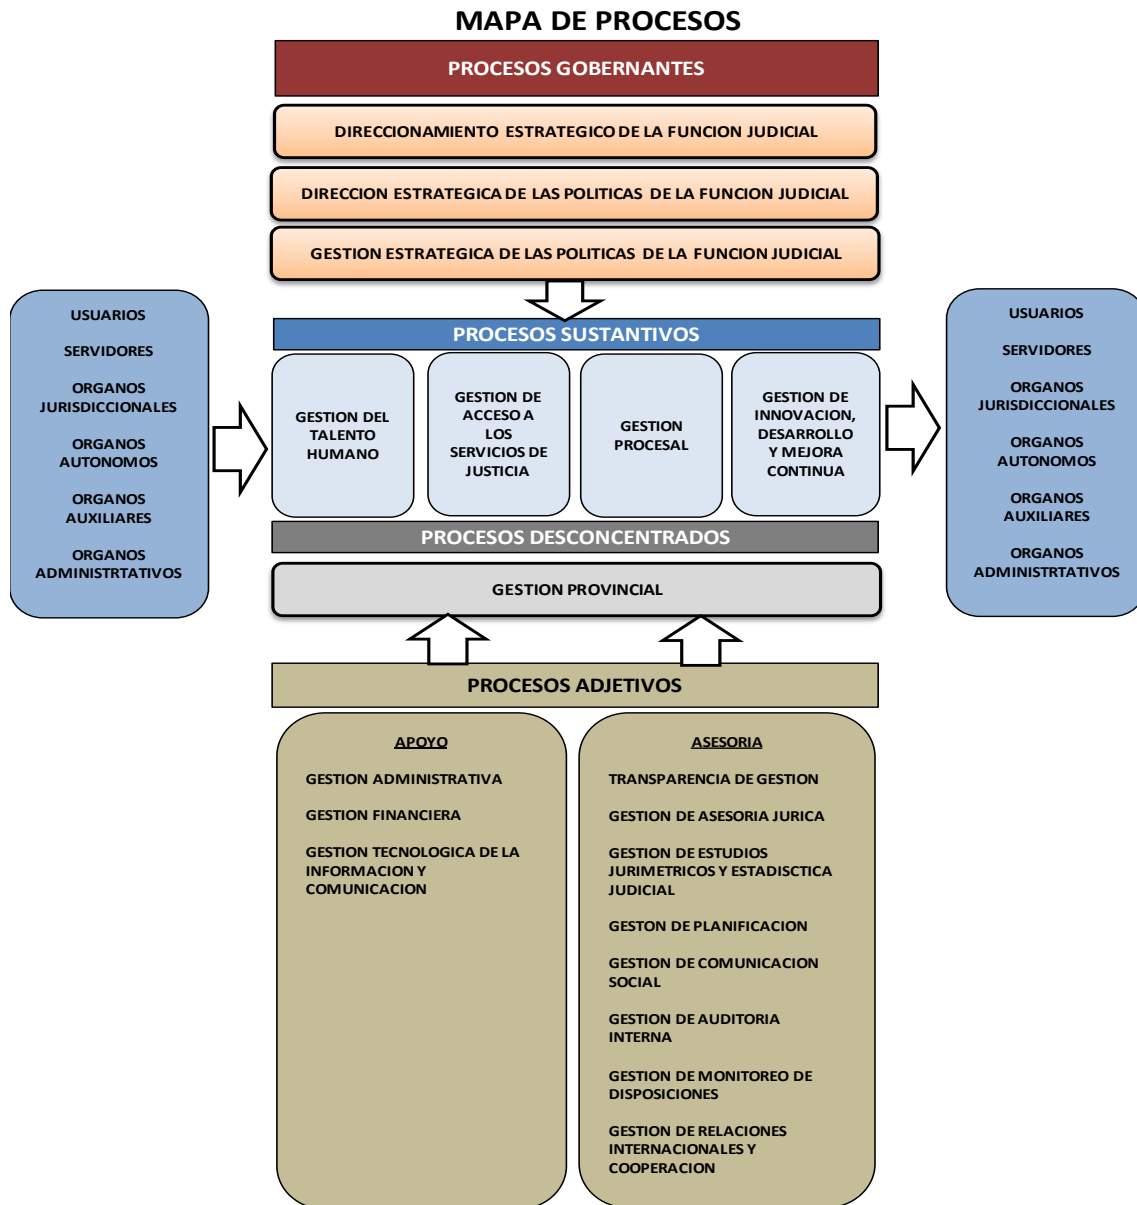 MAPA DE PROCESOS
PROCESOS GOBERNANTES
DIRECCIONAMIENTO ESTRATEGICO DE LA FUNCION JUDICIAL
DIRECCION ESTRATEGICA DE LAS POLITICAS DE LA FUNCION JUDICIAL
GESTION ESTRATEGICA DE LAS POLITICAS DE LA FUNCION JUDICIAL
USUARIOS
SERVIDORES
ORGANOS
JURISDICCIONALES
ORGANOS
AUTONOMOS
ORGANOS
AUXILIARES
ORGANOS
ADMINISTRTATIVOS
PROCESOS SUSTANTIVOS
GESTION DEL
TALENTO
HUMANO
GESTION DE
ACCESO A
LOS
SERVICIOS DE
JUSTICIA
GESTION
PROCESAL
GESTION DE
INNOVACION,
DESARROLLO
Y MEJORA
CONTINUA
USUARIOS
SERVIDORES
ORGANOS
JURISDICCIONALES
ORGANOS
AUTONOMOS
ORGANOS
AUXILIARES
ORGANOS
ADMINISTRTATIVOS
PROCESOS DESCONCENTRADOS
GESTION PROVINCIAL
PROCESOS ADJETIVOS
APOYO
GESTION ADMINISTRATIVA
GESTION FINANCIERA
GESTION TECNOLOGICA DE LA
INFORMACION Y
COMUNICACION
ASESORIA
TRANSPARENCIA DE GESTION
GESTION DE ASESORIA JURICA
GESTION DE ESTUDIOS
JURIMETRICOS Y ESTADISCTICA
JUDICIAL
GESTON DE PLANIFICACION
GESTION DE COMUNICACION
SOCIAL
GESTION DE AUDITORIA
INTERNA
GESTION DE MONITOREO DE
DISPOSICIONES
GESTION DE RELACIONES
INTERNACIONALES Y
COOPERACION